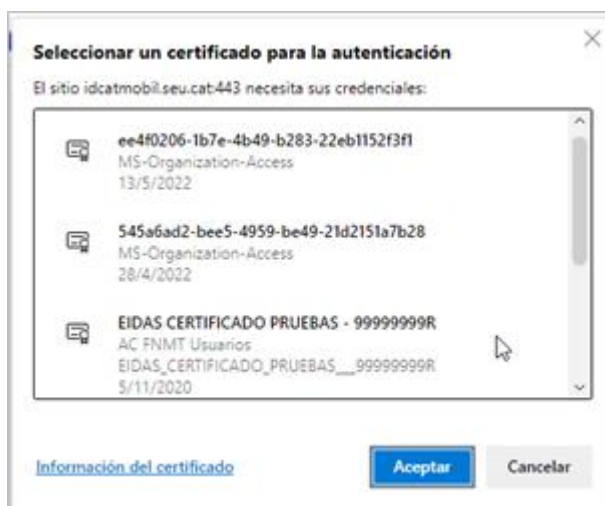 Seleccionar un certificado para la autenticación
El sitio idcatmobil.seu.cat:443 necesita sus credenciales:
ee4f0206-1b7e-4b49-b283-22eb1152f3f1
MS-Organization-Access
13/5/2022
545a6ad2-bee5-4959-be49-21d2151a7b28
MS-Organization-Access
28/4/2022
EIDAS CERTIFICADO PRUEBAS - 99999999R
AC FNMT Usuarios
EIDAS_CERTIFICADO_PRUEBAS___99999999R
5/11/2020
Información del certificado
Aceptar
Cancelar